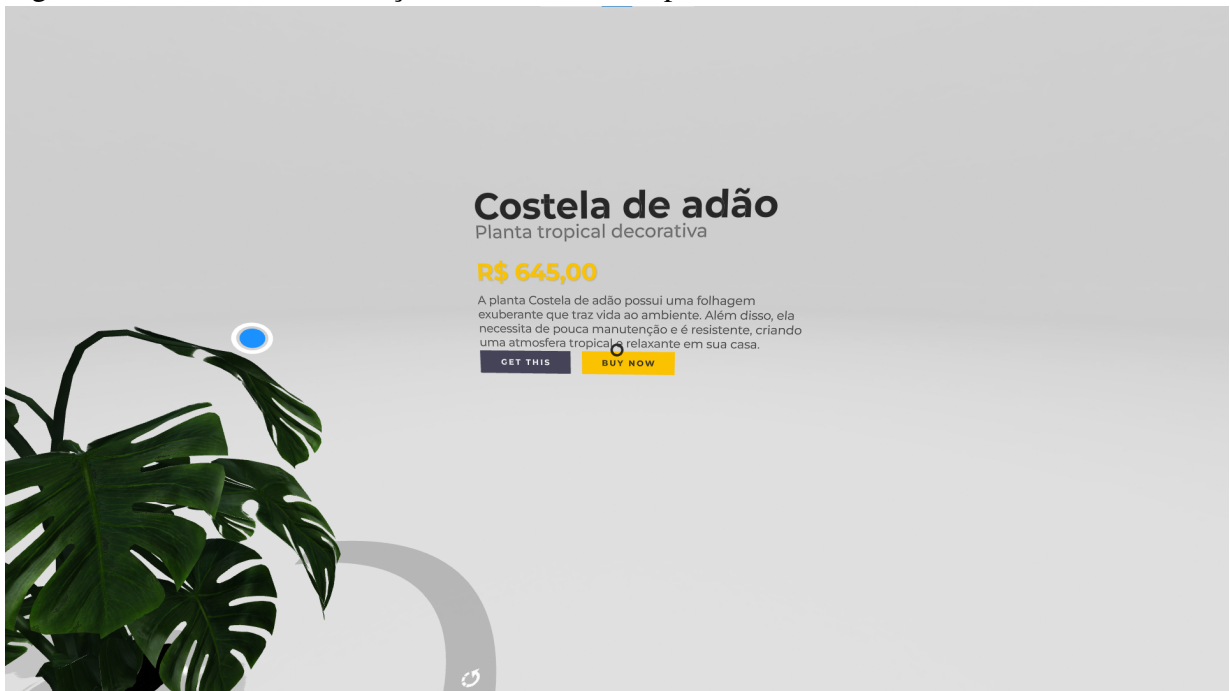 Costela de adão
Planta tropical decorativa
R$ 645,00
A planta Costela de adão possui uma folhagem
exuberante que traz vida ao ambiente. Além disso, ela
necessita de pouca manutenção e é resistente, criando
uma atmosfera tropical e relaxante em sua casa.
GET THIS
BUY NOW